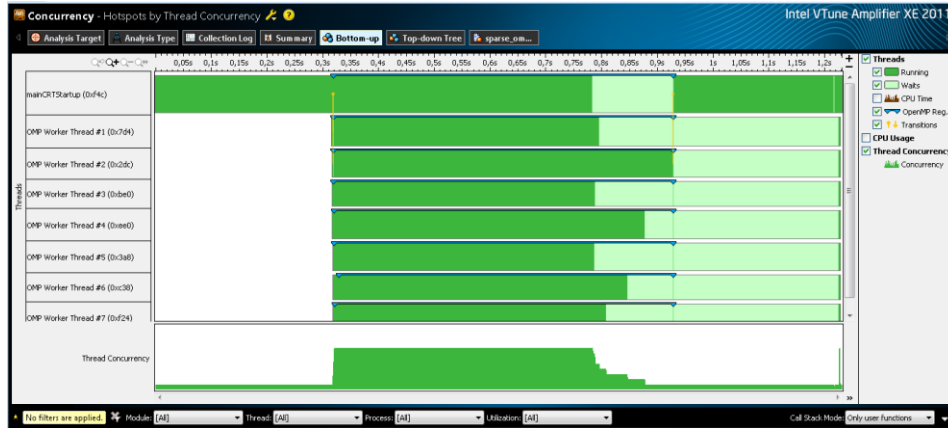 Concurrency - Hotspots by Thread Concurrency
Intel VTune Amplifier XE 2011
Analysis Target Analysis Type Collection Log Summary Bottom-up Top-down Tree sparse_om...
0,05s 0,1s 0,15s 0,2s 0,25s 0,3s 0,35s 0,4s 0,45s 0,5s 0,55s 0,6s 0,65s 0,7s 0,75s 0,8s 0,85s 0,9s 0,95s 1s 1,05s 1,1s 1,15s 1,2s
Threads
mainCRTStartup (0xf4c)
OMP Worker Thread #1 (0x7d4)
OMP Worker Thread #2 (0x2dc)
OMP Worker Thread #3 (0xbe0)
OMP Worker Thread #4 (0xee0)
OMP Worker Thread #5 (0x3a8)
OMP Worker Thread #6 (0xc38)
OMP Worker Thread #7 (0xf24)
Thread Concurrency
Threads
Running
Waits
CPU Time
OpenMP Reg...
Transitions
CPU Usage
Thread Concurrency
Concurrency
No filters are applied. Module: [All] Thread: [All] Process: [All] Utilization: [All] Call Stack Mode: Only user functions